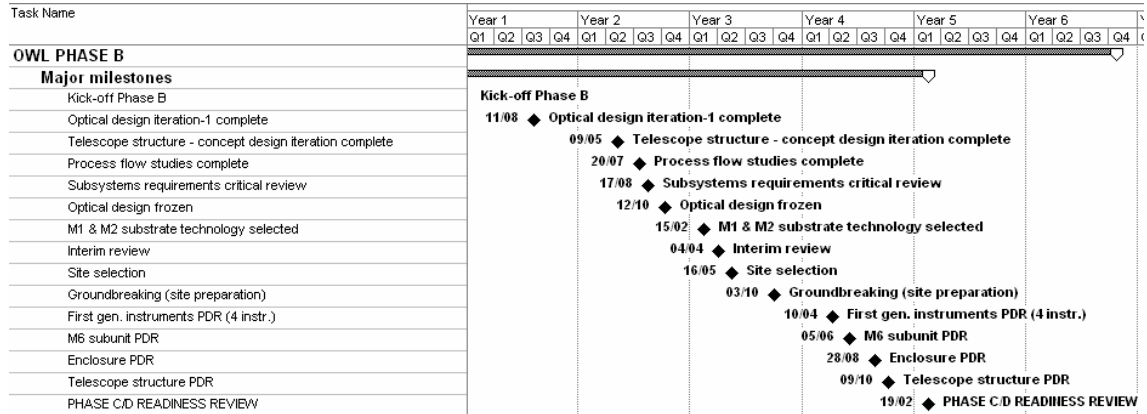 Task Name
Year 1 Year 2 Year 3 Year 4 Year 5 Year 6
Q1 Q2 Q3 Q4 Q1 Q2 Q3 Q4 Q1 Q2 Q3 Q4 Q1 Q2 Q3 Q4 Q1 Q2 Q3 Q4 Q1 Q2 Q3 Q4
OWL PHASE B
Major milestones
Kick-off Phase B Kick-off Phase B
Optical design iteration-1 complete 11/08 Optical design iteration-1 complete
Telescope structure - concept design iteration complete 09/05 Telescope structure - concept design iteration complete
Process flow studies complete 20/07 Process flow studies complete
Subsystems requirements critical review 17/08 Subsystems requirements critical review
Optical design frozen 12/10 Optical design frozen
M1 & M2 substrate technology selected 15/02 M1 & M2 substrate technology selected
Interim review 04/04 Interim review
Site selection 16/05 Site selection
Groundbreaking (site preparation) 03/10 Groundbreaking (site preparation)
First gen. instruments PDR (4 instr.) 10/04 First gen. instruments PDR (4 instr.)
M6 subunit PDR 05/06 M6 subunit PDR
Enclosure PDR 28/08 Enclosure PDR
Telescope structure PDR 09/10 Telescope structure PDR
PHASE C/D READINESS REVIEW 19/02 PHASE C/D READINESS REVIEW